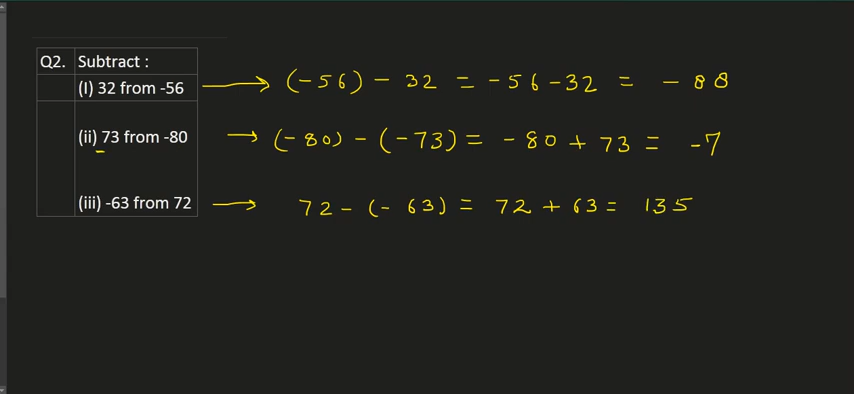 Q2. Subtract :
(I) 32 from -56 → (-56) - 32 = -56-32 = -88
(ii) 73 from -80 → (-80) - (-73) = -80 + 73 = -7
(iii) -63 from 72 → 72 - (-63) = 72 + 63 = 135